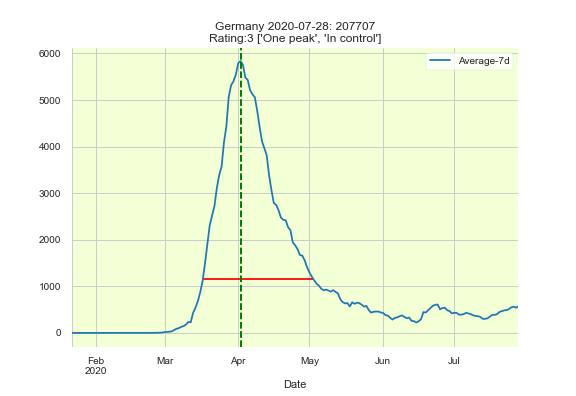 Germany 2020-07-28: 207707
Rating:3 ['One peak', 'In control']
Average-7d
6000
5000
4000
3000
2000
1000
0
Feb
2020
Mar
Apr
May
Jun
Jul
Date